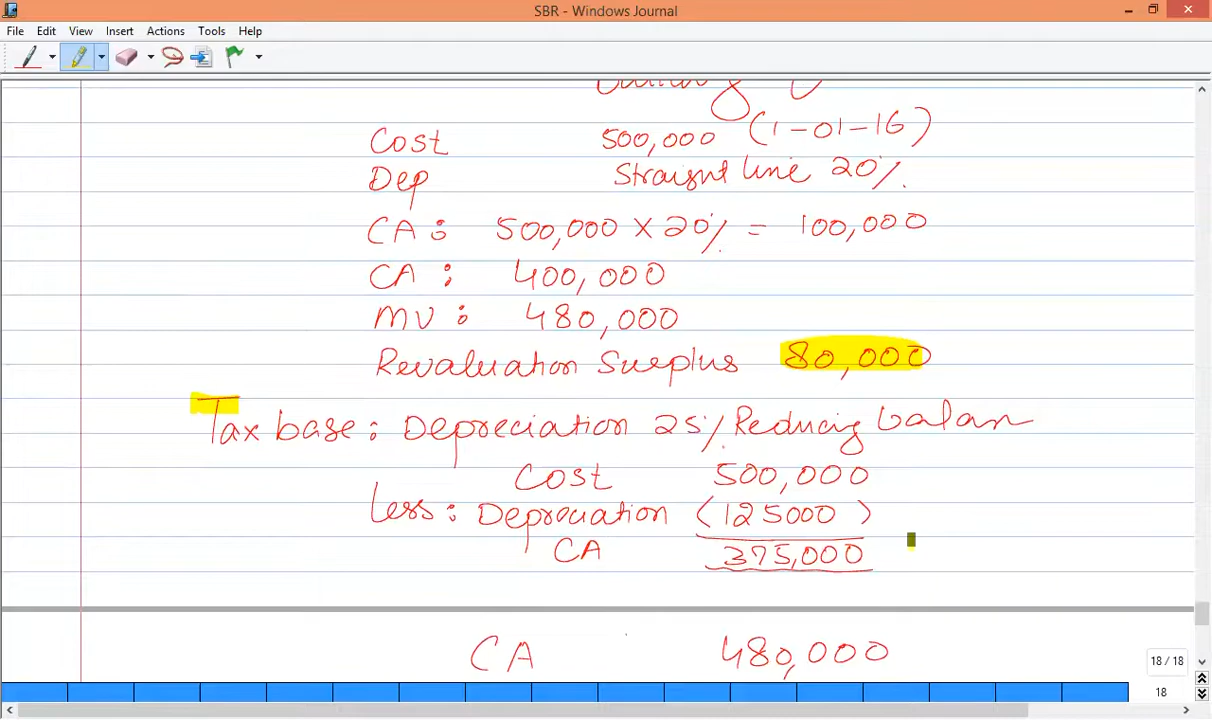 SBR - Windows Journal
File Edit View Insert Actions Tools Help
Cost 500,000 (1-01-16)
Dep Straight line 20%.
CA: 500,000 X 20% = 100,000
CA : 400,000
MV : 480,000
Revaluation Surplus 80,000
Tax base: Depreciation 25% Reducing balan
Cost 500,000
less: Depreciation (125000)
CA 375,000
CA 480,000
18 / 18
18